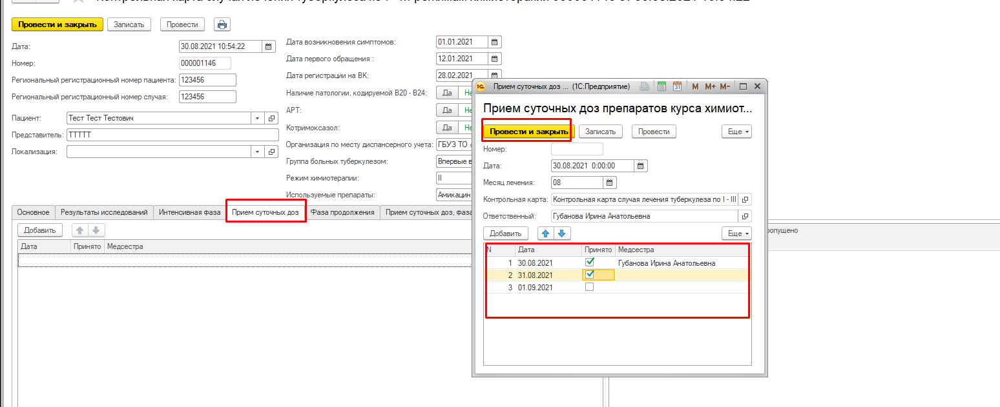 Провести и закрыть Записать Провести
Дата: 30.08.2021 10:54:22
Номер: 000001146
Региональный регистрационный номер пациента: 123456
Региональный регистрационный номер случая: 123456
Пациент: Тест Тест Тестович
Представитель: ТТТТТ
Локализация:
Дата возникновения симптомов: 01.01.2021
Дата первого обращения : 12.01.2021
Дата регистрации на ВК: 28.02.2021
Наличие патологии, кодируемой B20 - B24: Да
АРТ: Да
Котримоксазол: Да
Организация по месту диспансерного учета: ГБУЗ ТО
Группа больных туберкулезом: Впервые в
Режим химиотерапии: II
Используемые препараты: Амикацин
Основное Результаты исследований Интенсивная фаза Прием суточных доз Фаза продолжения Прием суточных доз, фаза
Добавить
Дата Принято Медсестра
Прием суточных доз ... (1С:Предприятие) M M+ M-
Прием суточных доз препаратов курса химиот...
Провести и закрыть Записать Провести Еще
Номер:
Дата: 30.08.2021 0:00:00
Месяц лечения: 08
Контрольная карта: Контрольная карта случая лечения туберкулеза по I - III
Ответственный: Губанова Ирина Анатольевна
Добавить Еще
N Дата Принято Медсестра
1 30.08.2021 Губанова Ирина Анатольевна
2 31.08.2021
3 01.09.2021